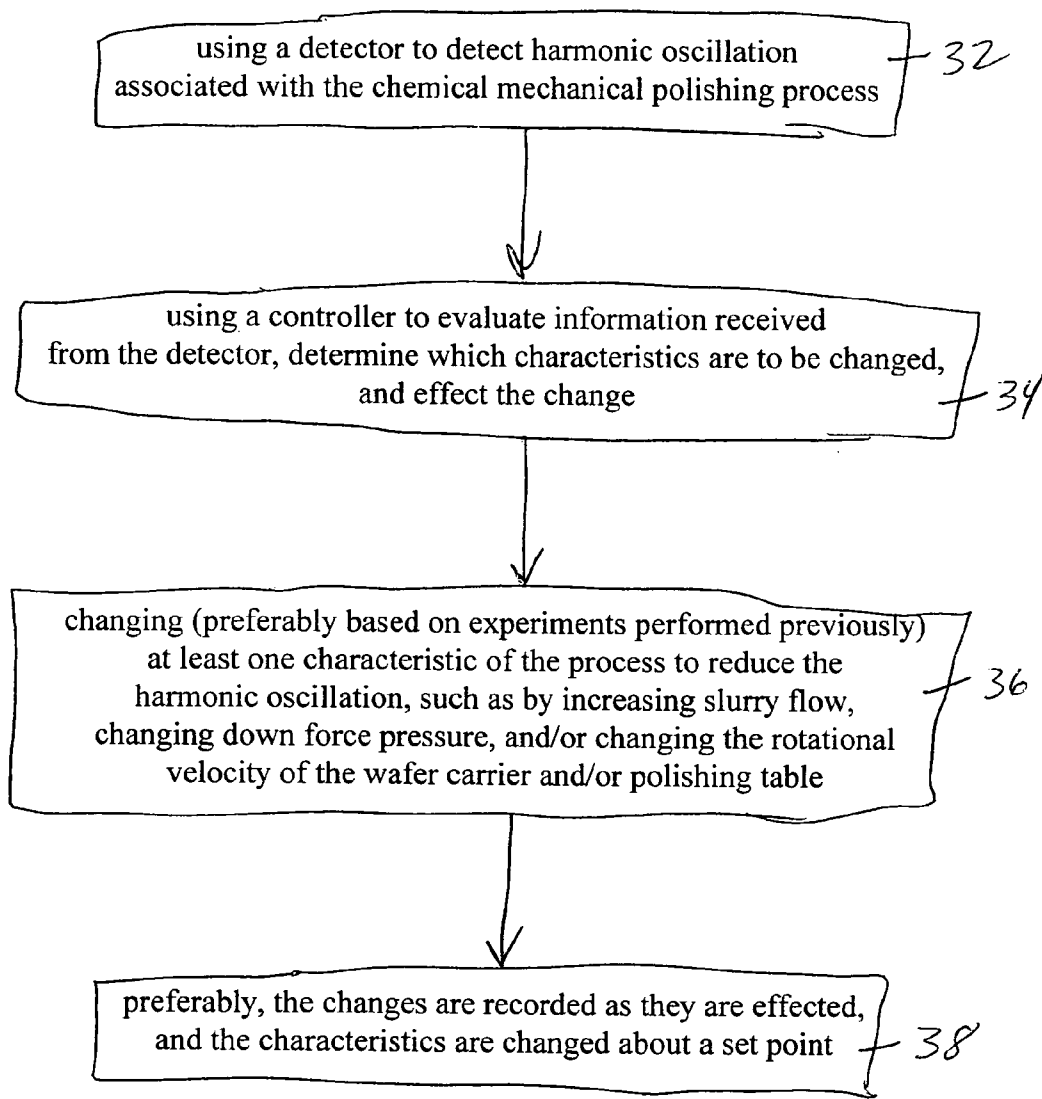 using a detector to detect harmonic oscillation
associated with the chemical mechanical polishing process
32
using a controller to evaluate information received
from the detector, determine which characteristics are to be changed,
and effect the change
34
changing (preferably based on experiments performed previously)
at least one characteristic of the process to reduce the
harmonic oscillation, such as by increasing slurry flow,
changing down force pressure, and/or changing the rotational
velocity of the wafer carrier and/or polishing table
36
preferably, the changes are recorded as they are effected,
and the characteristics are changed about a set point
38